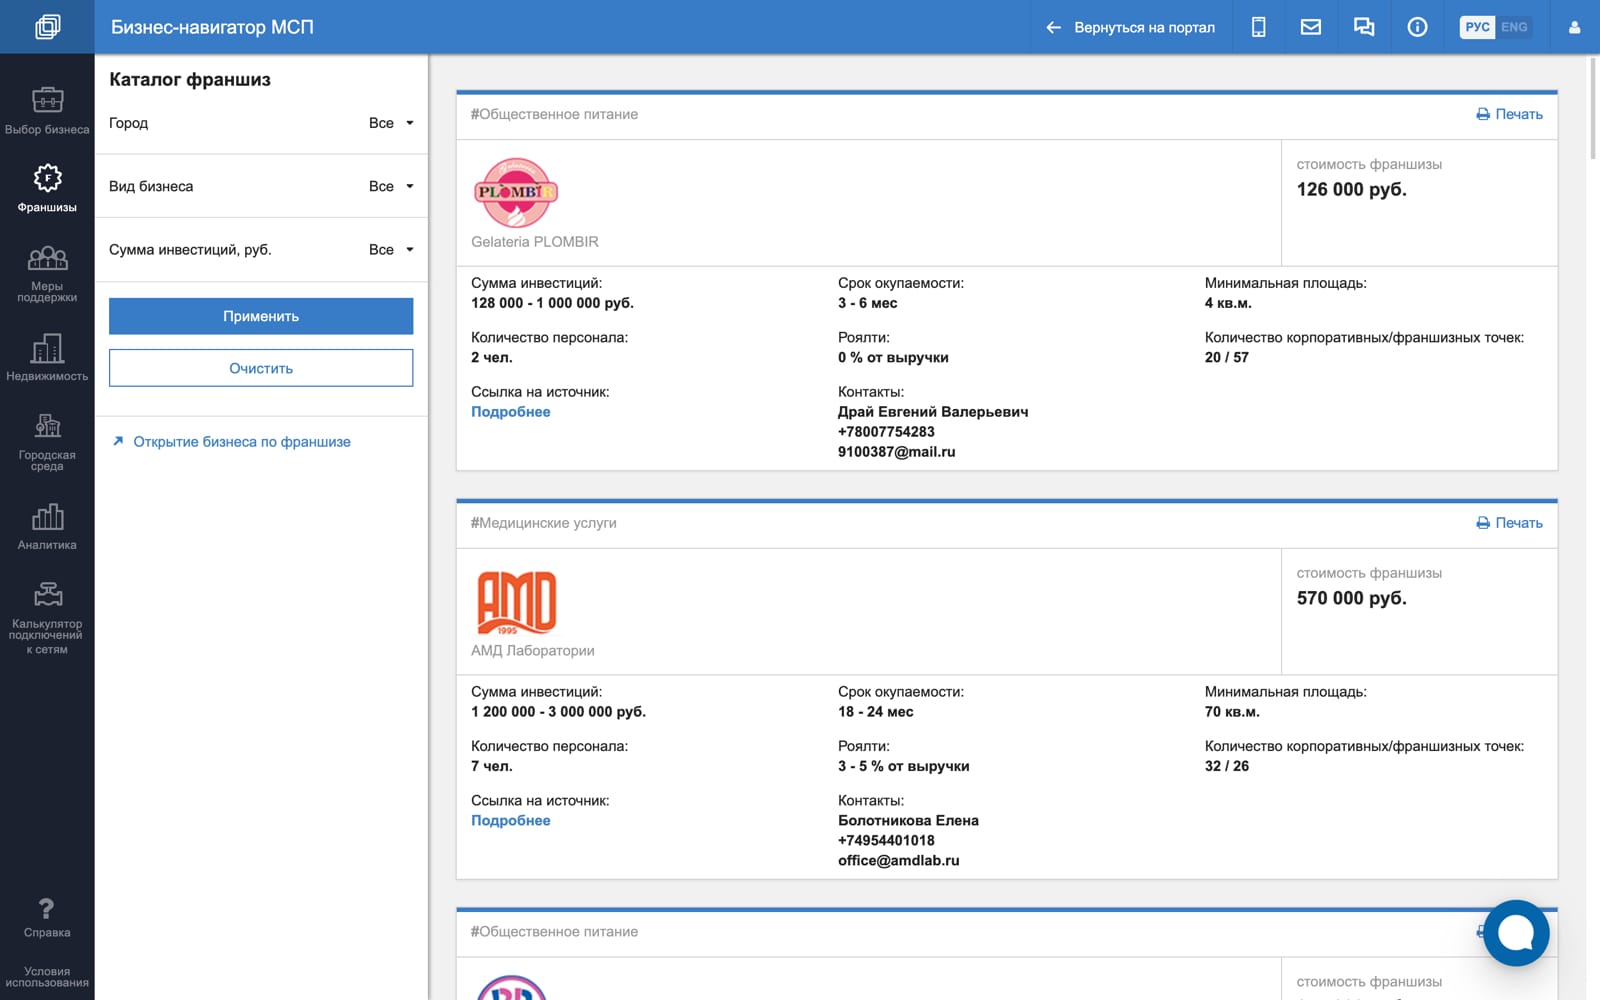 Бизнес-навигатор МСП
Вернуться на портал
РУС ENG
Выбор бизнеса
Франшизы
Меры
поддержки
Недвижимость
Городская
среда
Аналитика
Калькулятор
подключений
к сетям
Справка
Условия
использования
Каталог франшиз
Город Все
Вид бизнеса Все
Сумма инвестиций, руб. Все
Применить
Очистить
Открытие бизнеса по франшизе
#Общественное питание
Печать
PLOMBIR
Gelateria PLOMBIR
стоимость франшизы
126 000 руб.
Сумма инвестиций:
128 000 - 1 000 000 руб.
Срок окупаемости:
3 - 6 мес
Минимальная площадь:
4 кв.м.
Количество персонала:
2 чел.
Роялти:
0 % от выручки
Количество корпоративных/франшизных точек:
20 / 57
Ссылка на источник:
Подробнее
Контакты:
Драй Евгений Валерьевич
+78007754283
9100387@mail.ru
#Медицинские услуги
Печать
АМD
1995
АМД Лаборатории
стоимость франшизы
570 000 руб.
Сумма инвестиций:
1 200 000 - 3 000 000 руб.
Срок окупаемости:
18 - 24 мес
Минимальная площадь:
70 кв.м.
Количество персонала:
7 чел.
Роялти:
3 - 5 % от выручки
Количество корпоративных/франшизных точек:
32 / 26
Ссылка на источник:
Подробнее
Контакты:
Болотникова Елена
+74954401018
office@amdlab.ru
#Общественное питание
стоимость франшизы